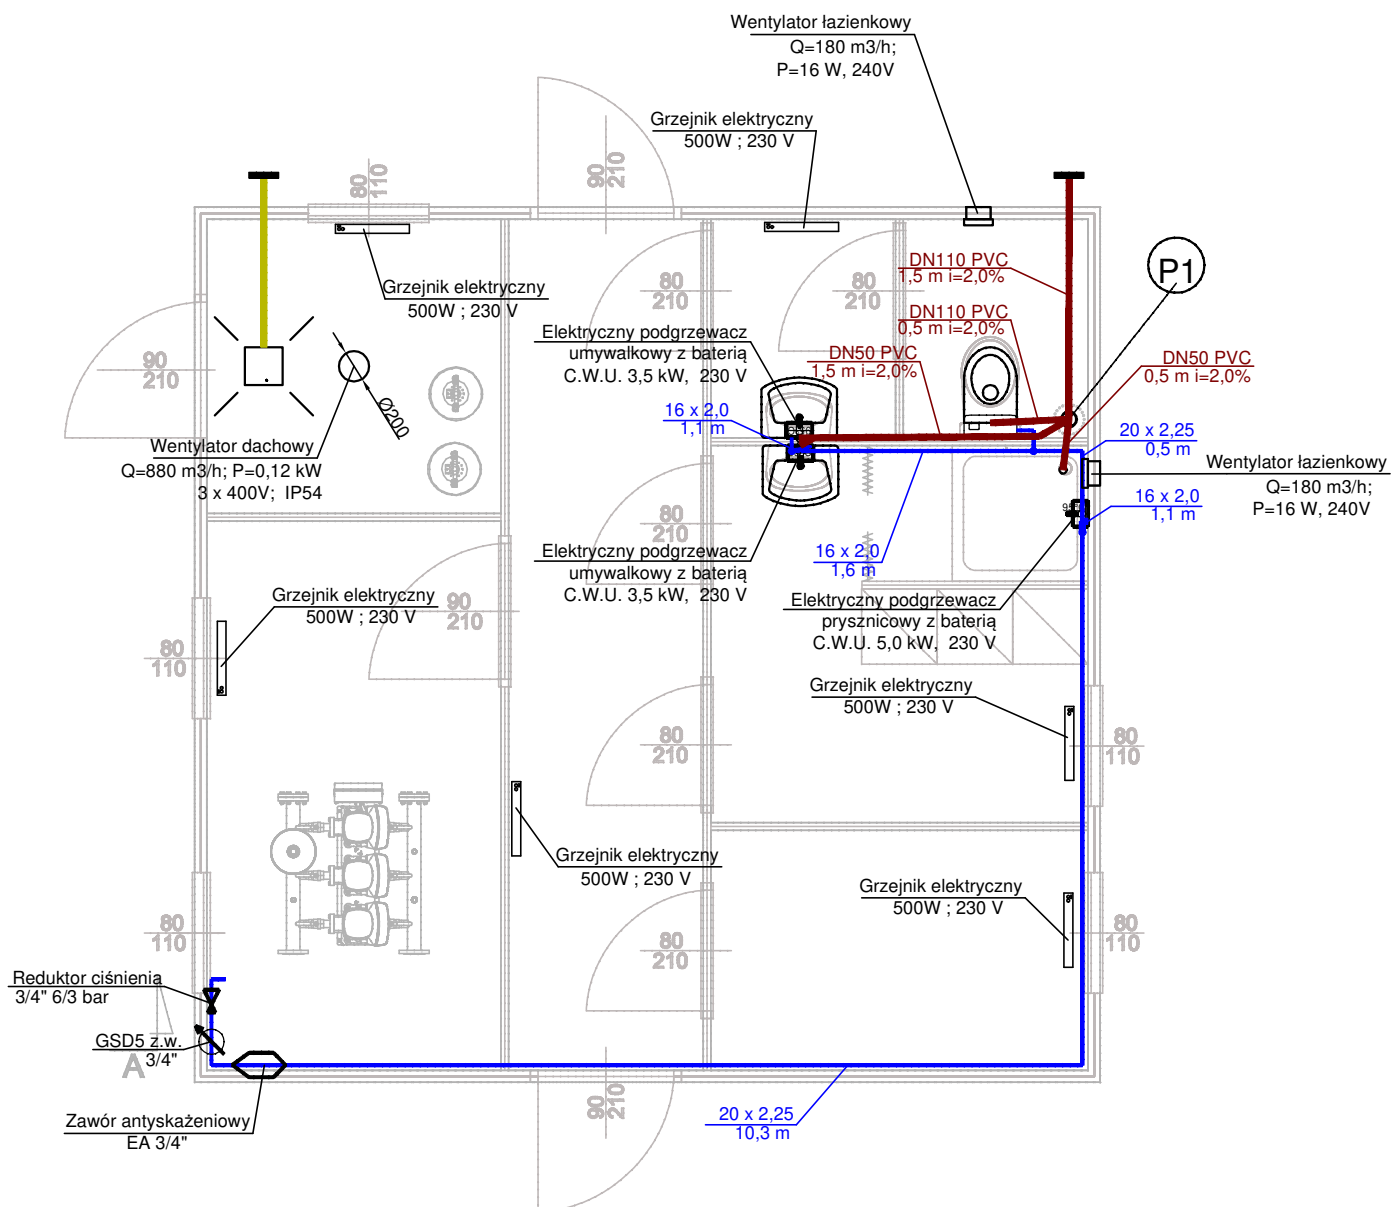 Wentylator łazienkowy
Q=180 m3/h;
P=16 W, 240V
Grzejnik elektryczny
500W ; 230 V
80
110
90
210
Grzejnik elektryczny
500W ; 230 V
80
210
80
210
DN110 PVC
1,5 m i=2,0%
P1
DN110 PVC
0,5 m i=2,0%
Elektryczny podgrzewacz
umywalkowy z baterią
C.W.U. 3,5 kW, 230 V
DN50 PVC
1,5 m i=2,0%
DN50 PVC
0,5 m i=2,0%
90
210
Ø200
16 x 2,0
1,1 m
Wentylator dachowy
Q=880 m3/h; P=0,12 kW
3 x 400V; IP54
20 x 2,25
0,5 m
Wentylator łazienkowy
Q=180 m3/h;
P=16 W, 240V
16 x 2,0
1,1 m
80
210
Elektryczny podgrzewacz
umywalkowy z baterią
C.W.U. 3,5 kW, 230 V
16 x 2,0
1,6 m
Grzejnik elektryczny
500W ; 230 V
90
210
Elektryczny podgrzewacz
prysznicowy z baterią
C.W.U. 5,0 kW, 230 V
80
110
Grzejnik elektryczny
500W ; 230 V
80
210
80
110
Grzejnik elektryczny
500W ; 230 V
Grzejnik elektryczny
500W ; 230 V
80
110
80
210
80
110
Reduktor ciśnienia
3/4" 6/3 bar
GSD5 z.w.
3/4"
A
Zawór antyskażeniowy
EA 3/4"
90
210
20 x 2,25
10,3 m